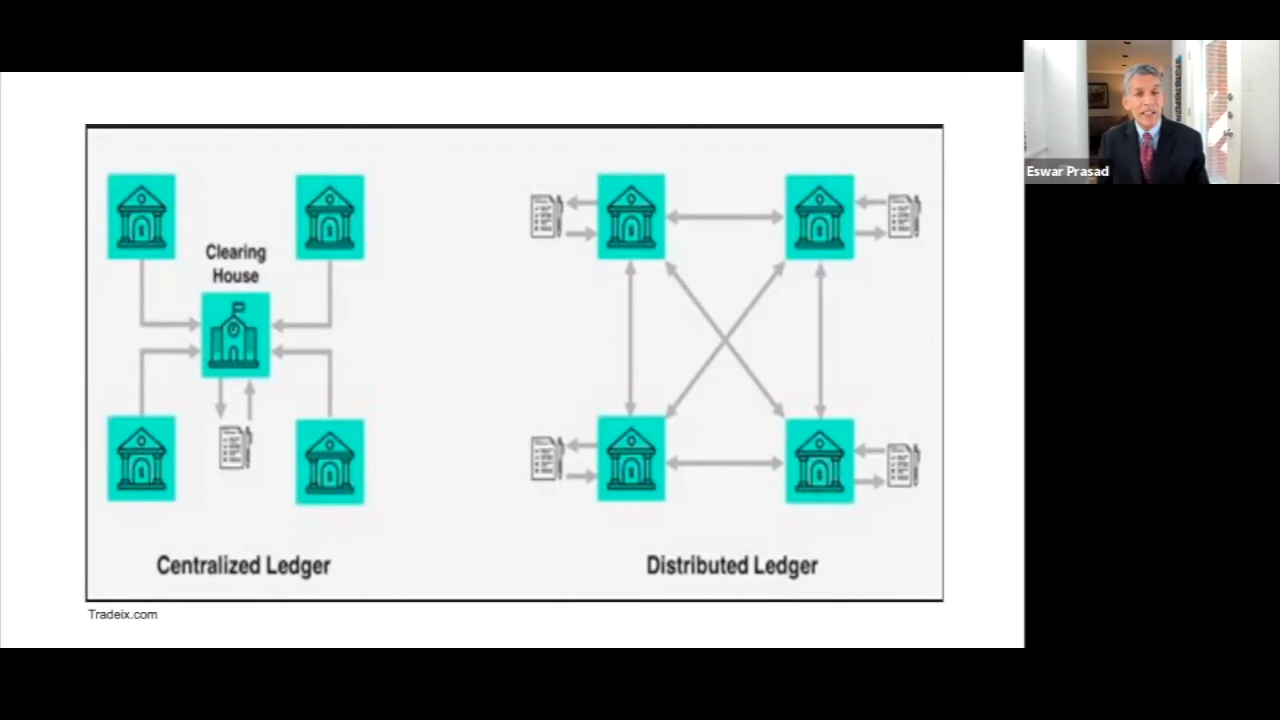 Clearing
House
Centralized Ledger
Distributed Ledger
Tradeix.com
Eswar Prasad